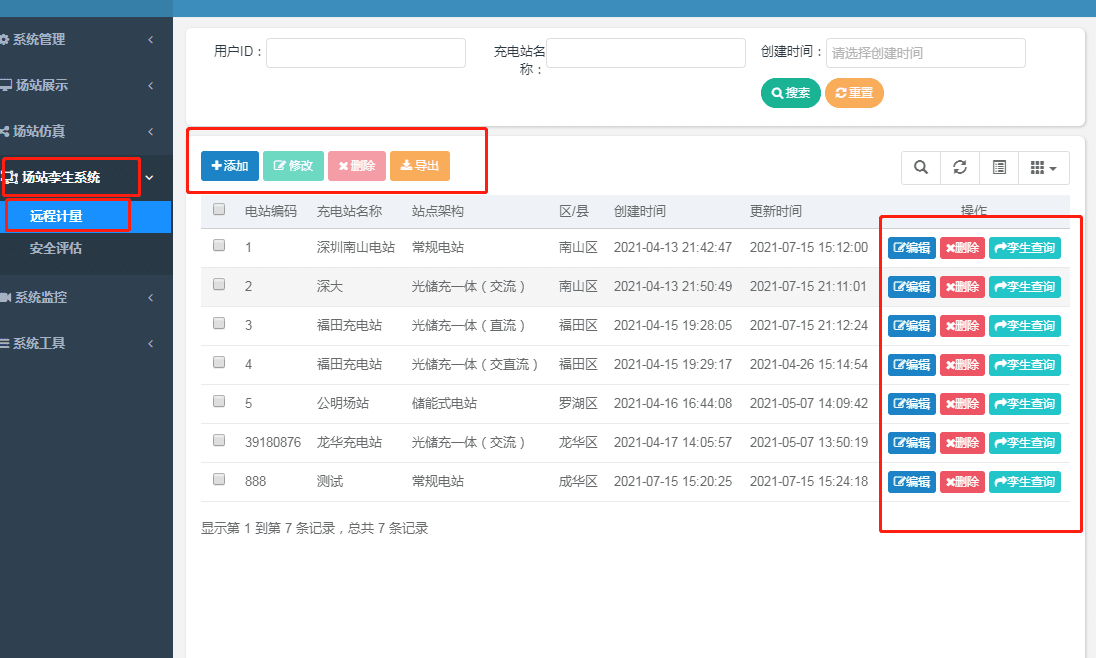 系统管理
场站展示
场站仿真
场站孪生系统
远程计量
安全评估
系统监控
系统工具
用户ID：
充电站名称：
创建时间： 请选择创建时间
搜索 重置
添加 修改 删除 导出
电站编码 充电站名称 站点架构 区/县 创建时间 更新时间 操作
1 深圳南山电站 常规电站 南山区 2021-04-13 21:42:47 2021-07-15 15:12:00 编辑 删除 孪生查询
2 深大 光储充一体（交流） 南山区 2021-04-13 21:50:49 2021-07-15 21:11:01 编辑 删除 孪生查询
3 福田充电站 光储充一体（直流） 福田区 2021-04-15 19:28:05 2021-07-15 21:12:24 编辑 删除 孪生查询
4 福田充电站 光储充一体（交直流） 福田区 2021-04-15 19:29:17 2021-04-26 15:14:54 编辑 删除 孪生查询
5 公明场站 储能式电站 罗湖区 2021-04-16 16:44:08 2021-05-07 14:09:42 编辑 删除 孪生查询
39180876 龙华充电站 光储充一体（交流） 龙华区 2021-04-17 14:05:57 2021-05-07 13:50:19 编辑 删除 孪生查询
888 测试 常规电站 成华区 2021-07-15 15:20:25 2021-07-15 15:24:18 编辑 删除 孪生查询
显示第 1 到第 7 条记录，总共 7 条记录